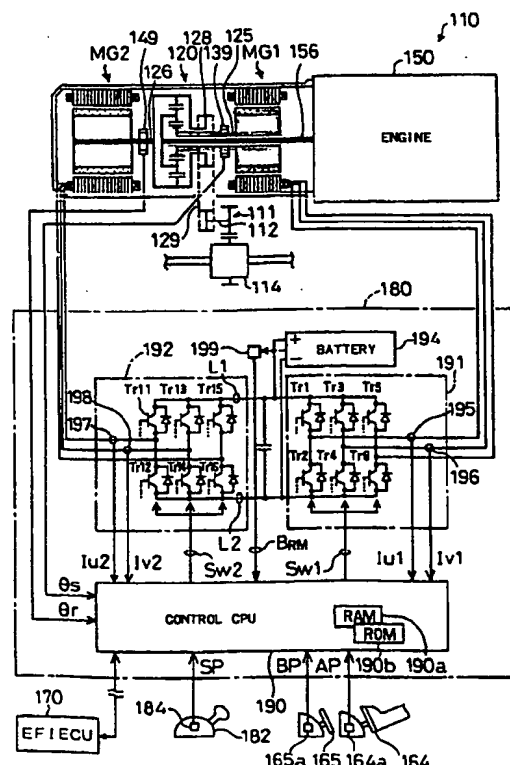 110
149 128 125
MG2 126 120 139 MG1 156 150
ENGINE
111
112
129
114
180
192 199 194
BATTERY
+
−
L1
191
Tr11 Tr13 Tr15
Tr1 Tr3 Tr5
198
197
195
196
Tr12 Tr14 Tr16
Tr2 Tr4
L2
BRM
Iu2 Iv2 Sw2 Sw1 Iu1 Iv1
θs
θr
CONTROL CPU
RAM
ROM
190b 190a
190
SP BP AP
170
EFIECU
184
182
165a 165 164a 164